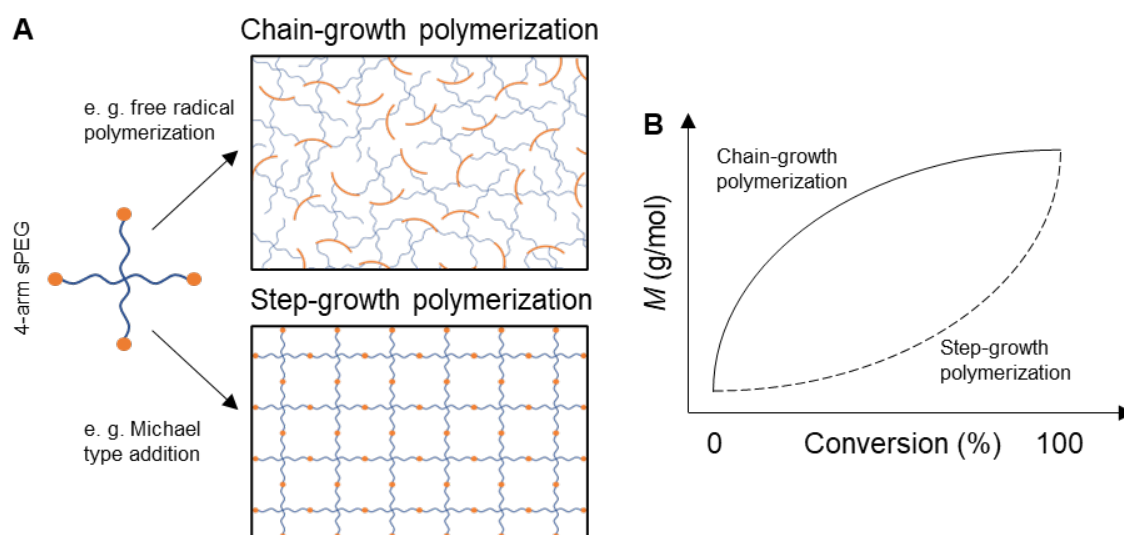 A
Chain-growth polymerization
e. g. free radical
polymerization
4-arm sPEG
Step-growth polymerization
e. g. Michael
type addition
B
Chain-growth
polymerization
M (g/mol)
Step-growth
polymerization
0
Conversion (%)
100